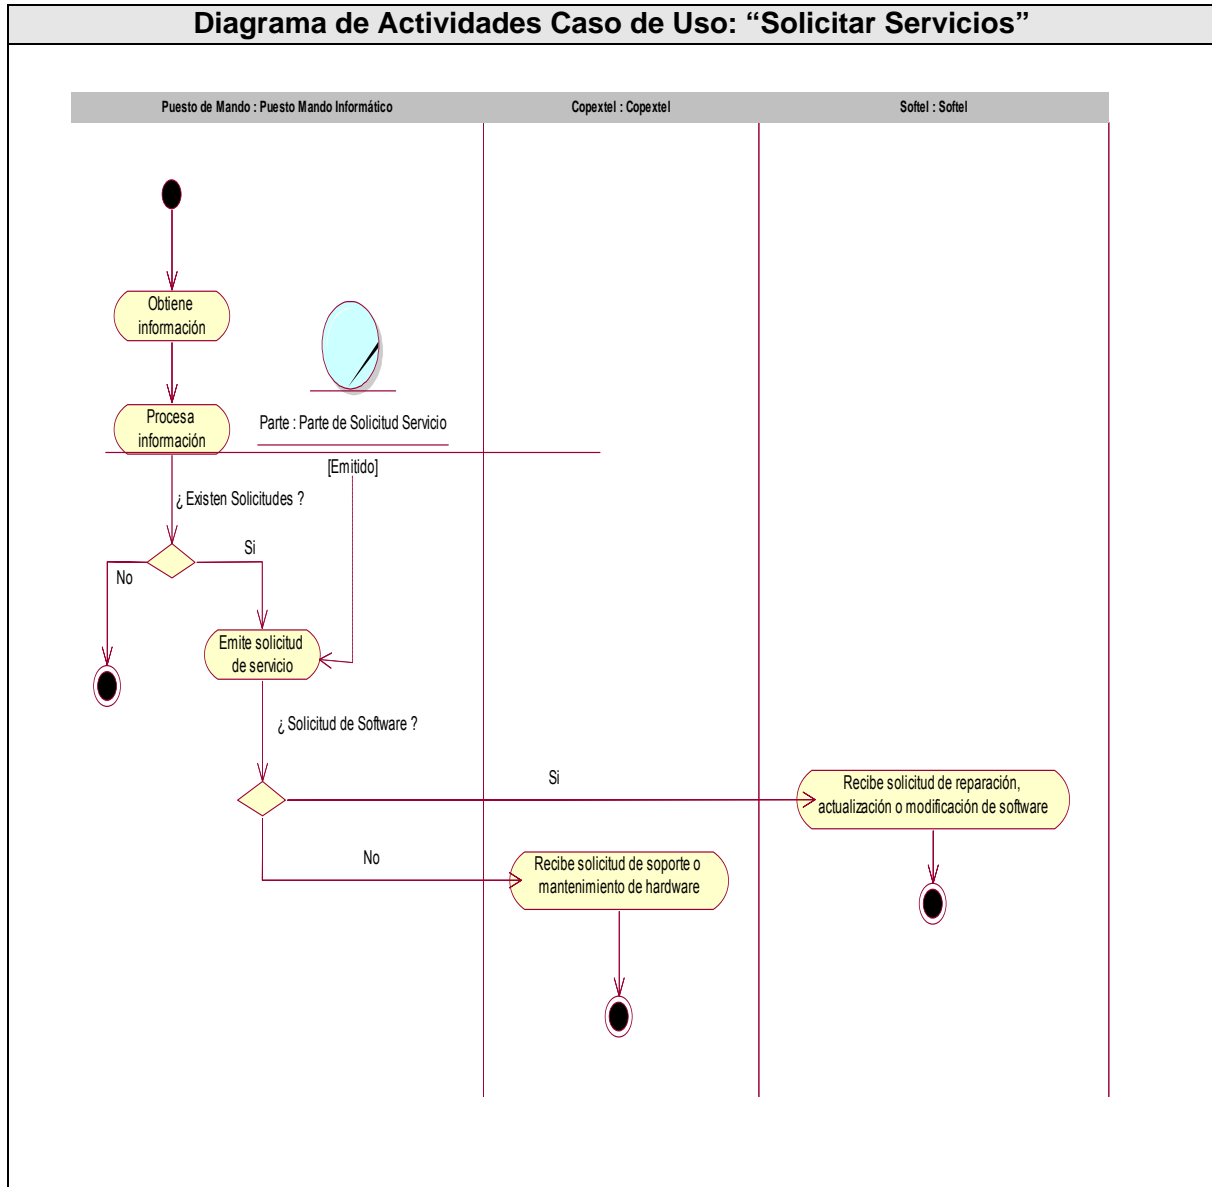 Diagrama de Actividades Caso de Uso: “Solicitar Servicios”
Puesto de Mando : Puesto Mando Informático
Copextel : Copextel
Softel : Softel
Obtiene
información
Procesa
información
Parte : Parte de Solicitud Servicio
[Emitido]
¿ Existen Solicitudes ?
Si
No
Emite solicitud
de servicio
¿ Solicitud de Software ?
Si
Recibe solicitud de reparación,
actualización o modificación de software
No
Recibe solicitud de soporte o
mantenimiento de hardware